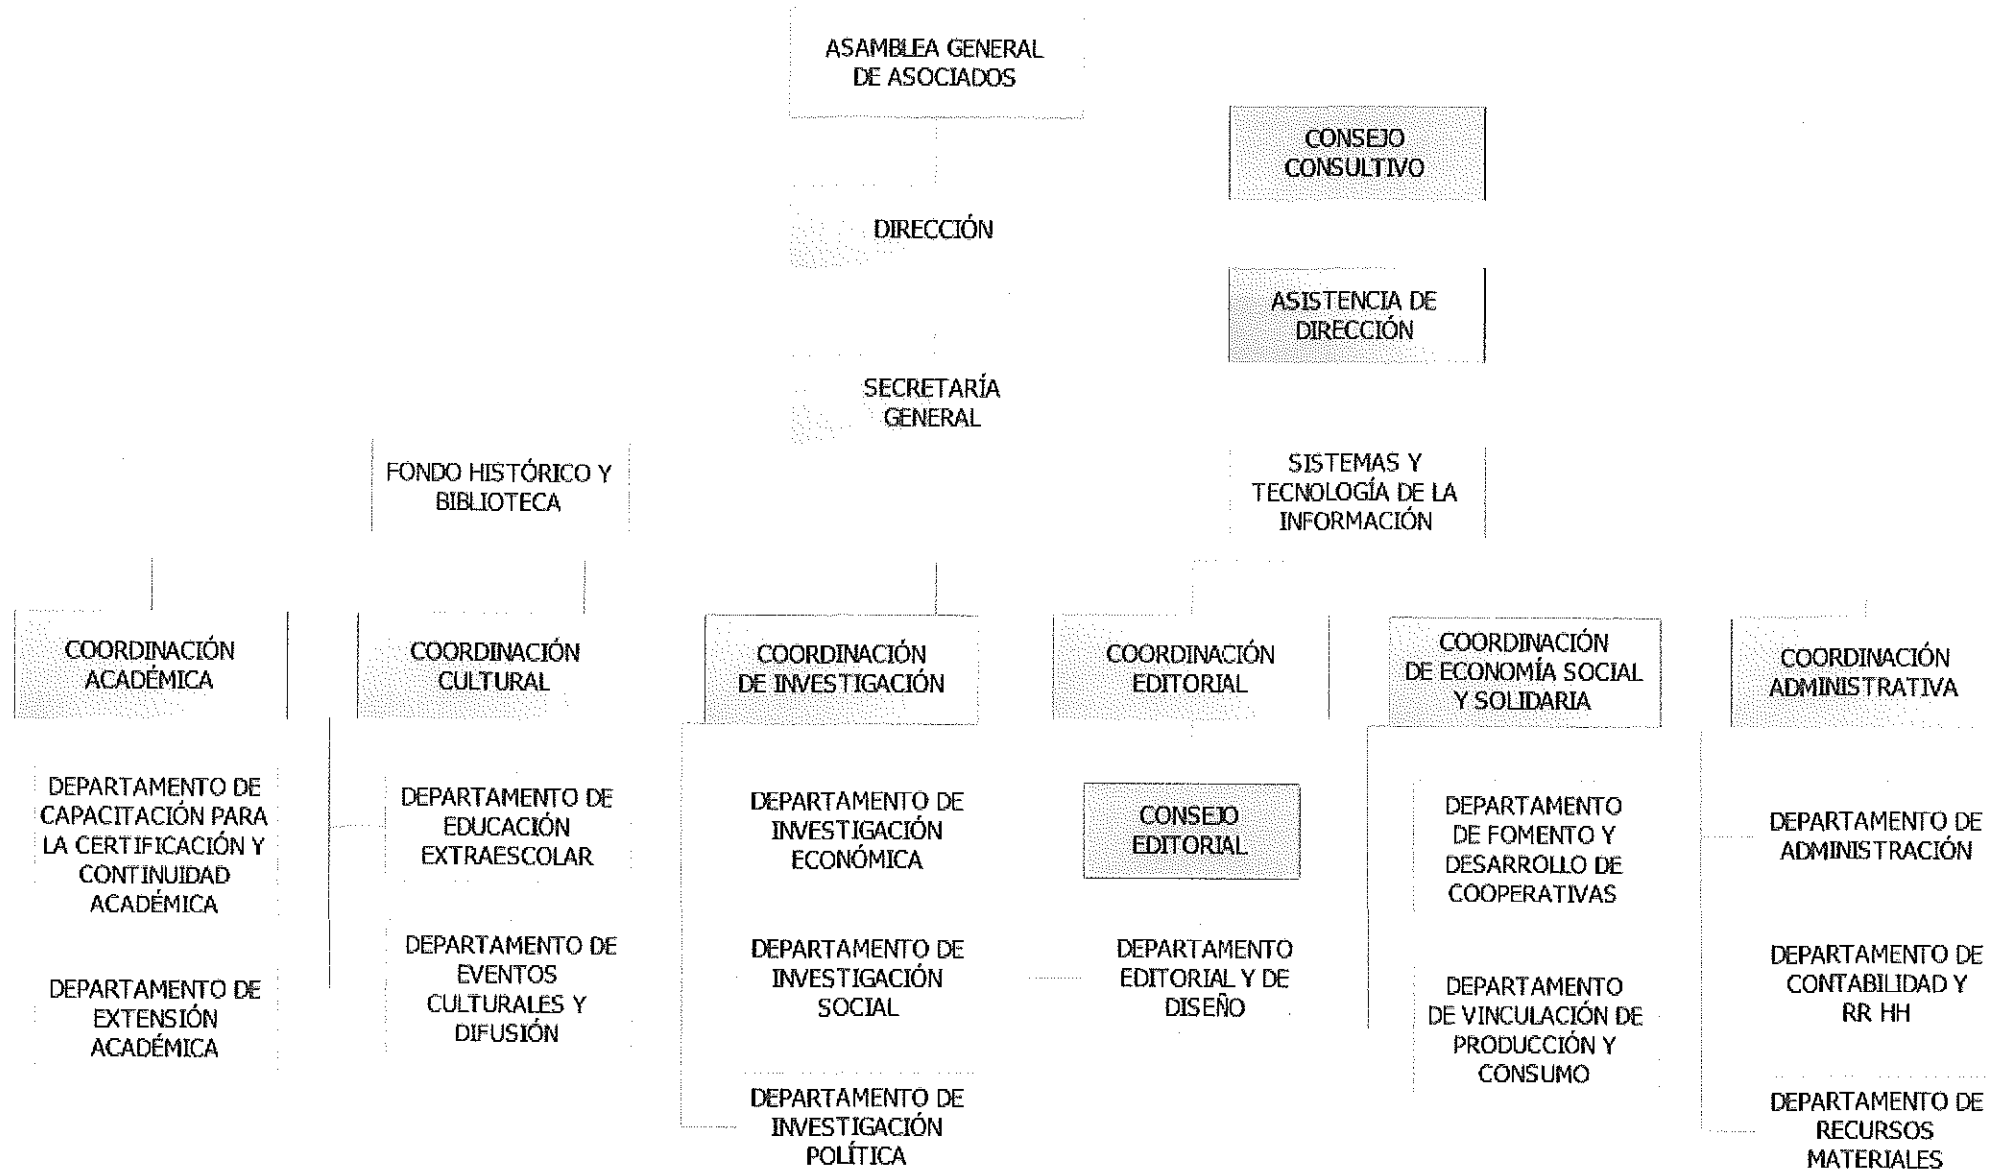 ASAMBLEA GENERAL
DE ASOCIADOS
CONSEJO
CONSULTIVO
DIRECCIÓN
ASISTENCIA DE
DIRECCIÓN
SECRETARÍA
GENERAL
FONDO HISTÓRICO Y
BIBLIOTECA
SISTEMAS Y
TECNOLOGÍA DE LA
INFORMACIÓN
COORDINACIÓN
ACADÉMICA
COORDINACIÓN
CULTURAL
COORDINACIÓN
DE INVESTIGACIÓN
COORDINACIÓN
EDITORIAL
COORDINACIÓN
DE ECONOMÍA SOCIAL
Y SOLIDARIA
COORDINACIÓN
ADMINISTRATIVA
DEPARTAMENTO DE
CAPACITACIÓN PARA
LA CERTIFICACIÓN Y
CONTINUIDAD
ACADÉMICA
DEPARTAMENTO DE
EDUCACIÓN
EXTRAESCOLAR
DEPARTAMENTO DE
INVESTIGACIÓN
ECONÓMICA
CONSEJO
EDITORIAL
DEPARTAMENTO
DE FOMENTO Y
DESARROLLO DE
COOPERATIVAS
DEPARTAMENTO DE
ADMINISTRACIÓN
DEPARTAMENTO DE
EXTENSIÓN
ACADÉMICA
DEPARTAMENTO DE
EVENTOS
CULTURALES Y
DIFUSIÓN
DEPARTAMENTO DE
INVESTIGACIÓN
SOCIAL
DEPARTAMENTO
EDITORIAL Y DE
DISEÑO
DEPARTAMENTO
DE VINCULACIÓN DE
PRODUCCIÓN Y
CONSUMO
DEPARTAMENTO DE
CONTABILIDAD Y
RR HH
DEPARTAMENTO DE
INVESTIGACIÓN
POLÍTICA
DEPARTAMENTO DE
RECURSOS
MATERIALES